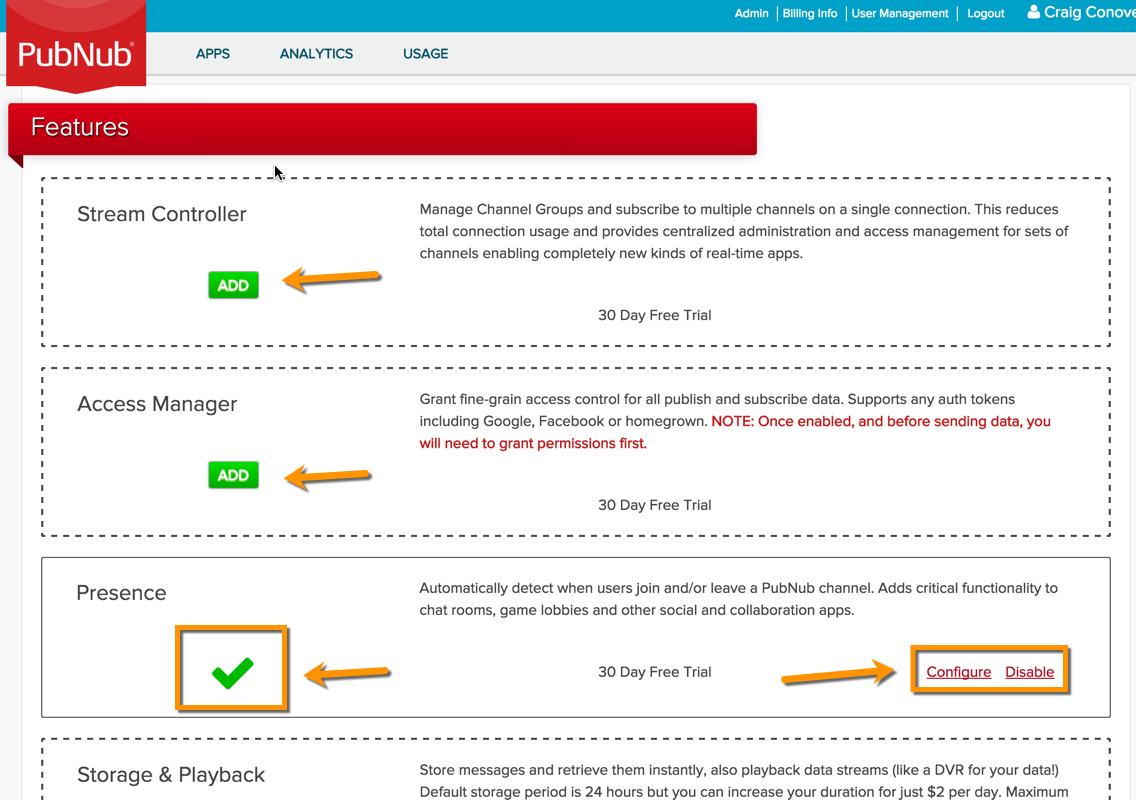 Admin | Billing Info | User Management | Logout Craig Conove
PubNub
APPS ANALYTICS USAGE
Features
Stream Controller
Manage Channel Groups and subscribe to multiple channels on a single connection. This reduces
total connection usage and provides centralized administration and access management for sets of
channels enabling completely new kinds of real-time apps.
ADD
30 Day Free Trial
Access Manager
Grant fine-grain access control for all publish and subscribe data. Supports any auth tokens
including Google, Facebook or homegrown. NOTE: Once enabled, and before sending data, you
will need to grant permissions first.
ADD
30 Day Free Trial
Presence
Automatically detect when users join and/or leave a PubNub channel. Adds critical functionality to
chat rooms, game lobbies and other social and collaboration apps.
30 Day Free Trial
Configure Disable
Storage & Playback
Store messages and retrieve them instantly, also playback data streams (like a DVR for your data!)
Default storage period is 24 hours but you can increase your duration for just $2 per day. Maximum